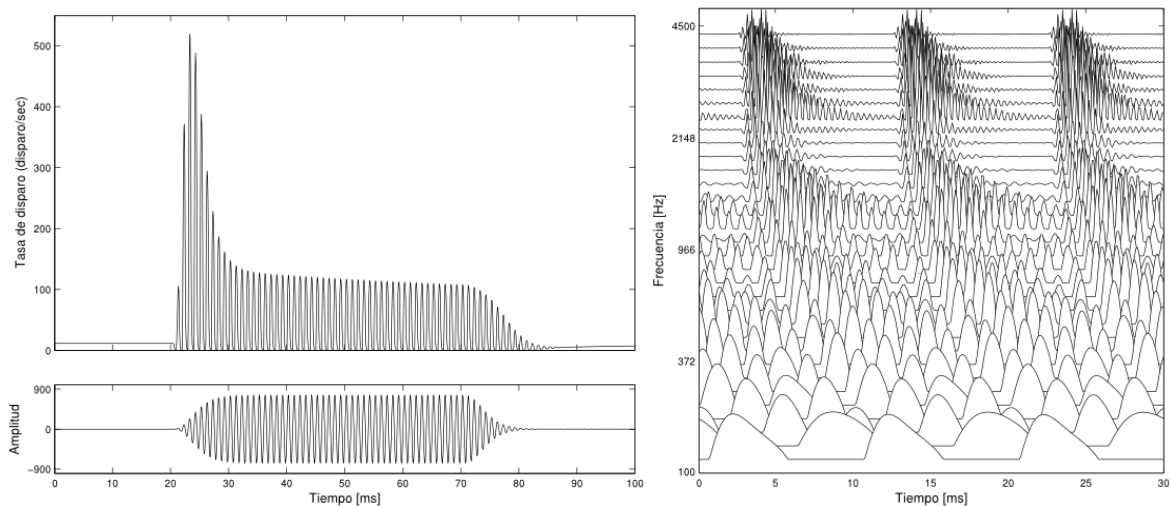 Tasa de disparo (disparo/sec)
500
400
300
200
100
0
Amplitud
900
0
−900
0 10 20 30 40 50 60 70 80 90 100
Tiempo [ms]
Frecuencia [Hz]
4500
2148
966
372
100
0 5 10 15 20 25 30
Tiempo [ms]